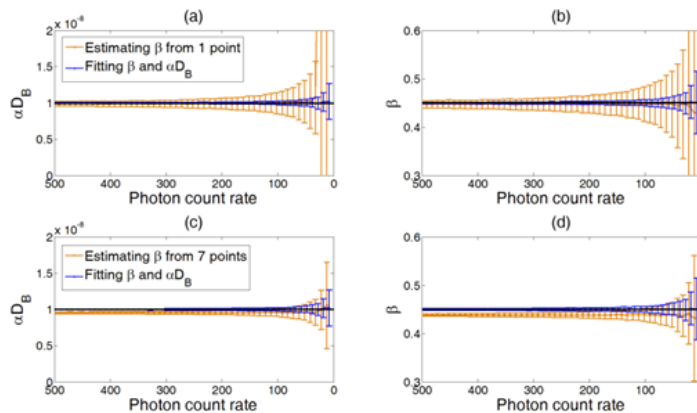 (a)
2 x 10⁻⁸
Estimating β from 1 point
Fitting β and αD_B
1.5
αD_B
1
0.5
0
500 400 300 200 100 0
Photon count rate
(b)
0.6
0.5
β
0.4
0.3
500 400 300 200 100
Photon count rate
(c)
2 x 10⁻⁸
Estimating β from 7 points
Fitting β and αD_B
1.5
αD_B
1
0.5
0
500 400 300 200 100 0
Photon count rate
(d)
0.6
0.5
β
0.4
0.3
500 400 300 200 100
Photon count rate